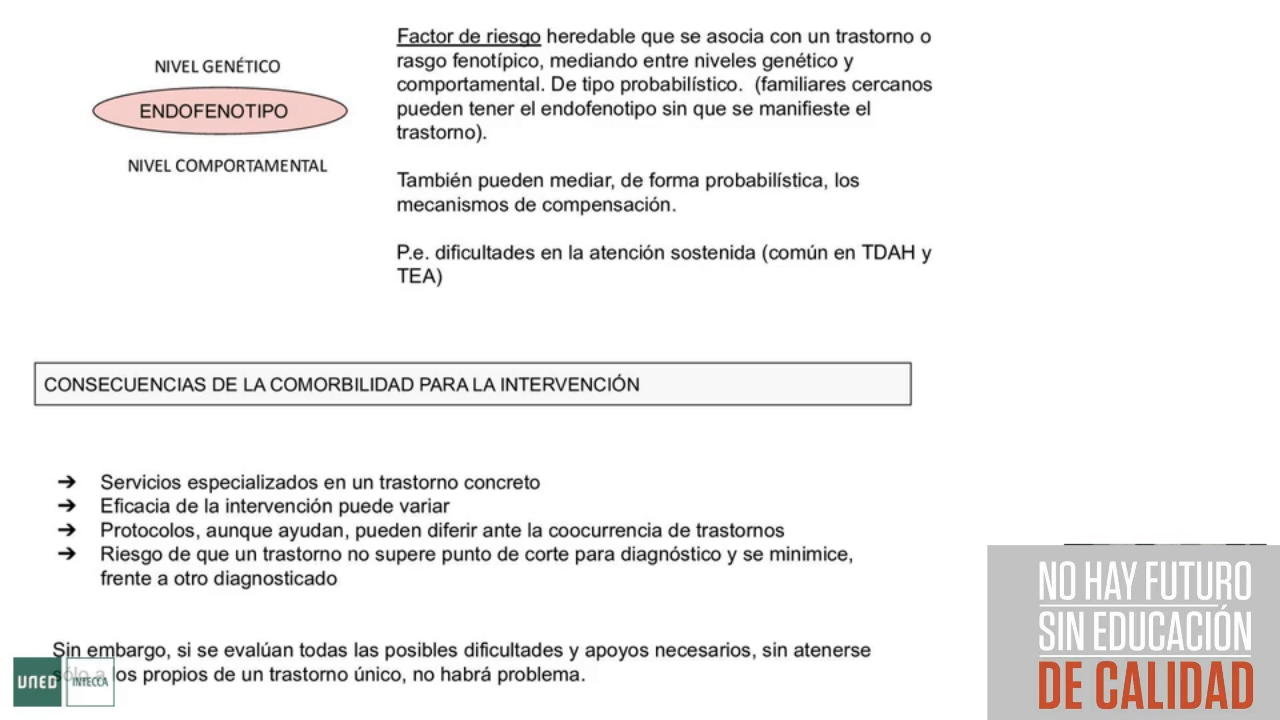 NIVEL GENÉTICO
ENDOFENOTIPO
NIVEL COMPORTAMENTAL
Factor de riesgo heredable que se asocia con un trastorno o
rasgo fenotípico, mediando entre niveles genético y
comportamental. De tipo probabilístico. (familiares cercanos
pueden tener el endofenotipo sin que se manifieste el
trastorno).
También pueden mediar, de forma probabilística, los
mecanismos de compensación.
P.e. dificultades en la atención sostenida (común en TDAH y
TEA)
CONSECUENCIAS DE LA COMORBILIDAD PARA LA INTERVENCIÓN
➔ Servicios especializados en un trastorno concreto
➔ Eficacia de la intervención puede variar
➔ Protocolos, aunque ayudan, pueden diferir ante la coocurrencia de trastornos
➔ Riesgo de que un trastorno no supere punto de corte para diagnóstico y se minimice,
frente a otro diagnosticado
Sin embargo, si se evalúan todas las posibles dificultades y apoyos necesarios, sin atenerse
sólo a los propios de un trastorno único, no habrá problema.
UNED INTECCA
NO HAY FUTURO
SIN EDUCACIÓN
DE CALIDAD